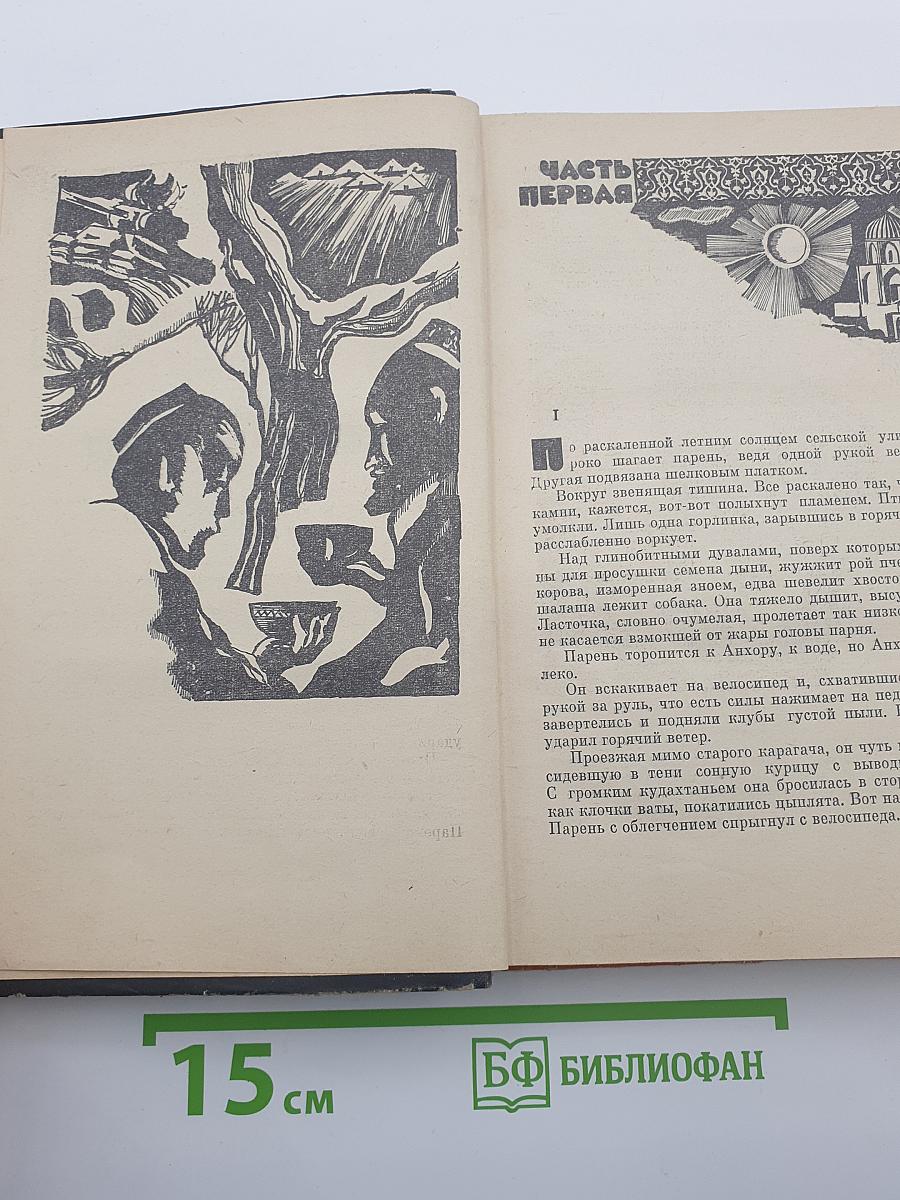 ЧАСТЬ
ПЕРВАЯ
I
По раскаленной летним солнцем сельской ули
роко шагает парень, ведя одной рукой ве
Другая подвязана шелковым платком.
Вокруг звенящая тишина. Все раскалено так, ч
камни, кажется, вот-вот полыхнут пламенем. Пт
умолкли. Лишь одна горлинка, зарывшись в горяч
расслабленно воркует.
Над глинобитными дувалами, поверх которых
ны для просушки семена дыни, жужжит рой пче
корова, изморенная зноем, едва шевелит хвосто
шалаша лежит собака. Она тяжело дышит, высу
Ласточка, словно очумелая, пролетает так низко
не касается взмокшей от жары головы парня.
Парень торопится к Анхору, к воде, но Анх
леко.
Он вскакивает на велосипед и, схвативши
рукой за руль, что есть силы нажимает на пед
завертелись и подняли клубы густой пыли.
ударил горячий ветер.
Проезжая мимо старого карагача, он чуть
сидевшую в тени сонную курицу с вывод
С громким кудахтаньем она бросилась в стор
как клочки ваты, покатились цыплята. Вот на
Парень с облегчением спрыгнул с велосипеда.
15 см
БФ БИБЛИОФАН